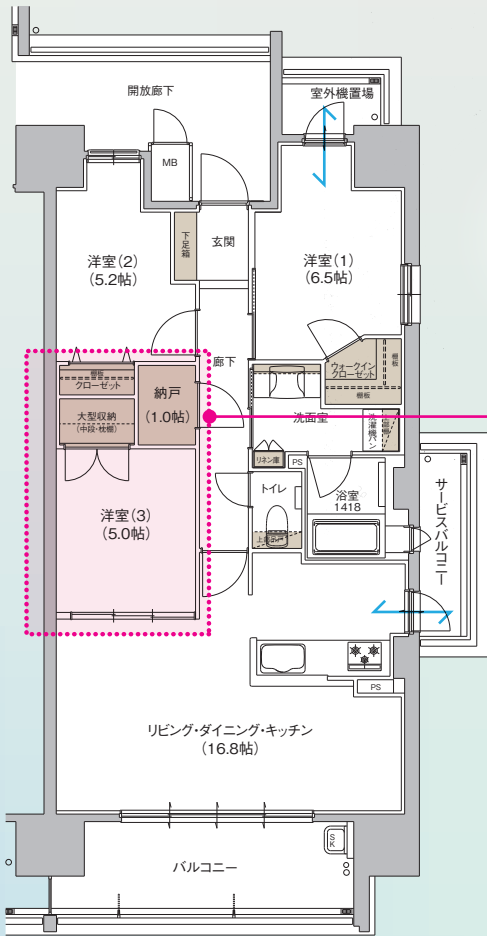 開放廊下
室外機置場
MB
下足箱
玄関
洋室(2)
(5.2帖)
洋室(1)
(6.5帖)
廊下
棚板
クローゼット
納戸
(1.0帖)
大型収納
(中段・枕棚)
ウォークイン
クローゼット
棚板
棚板
洗面室
洗濯機パン
リネン庫
PS
トイレ
浴室
1418
サービスバルコニー
洋室(3)
(5.0帖)
PS
リビング・ダイニング・キッチン
(16.8帖)
SK
バルコニー